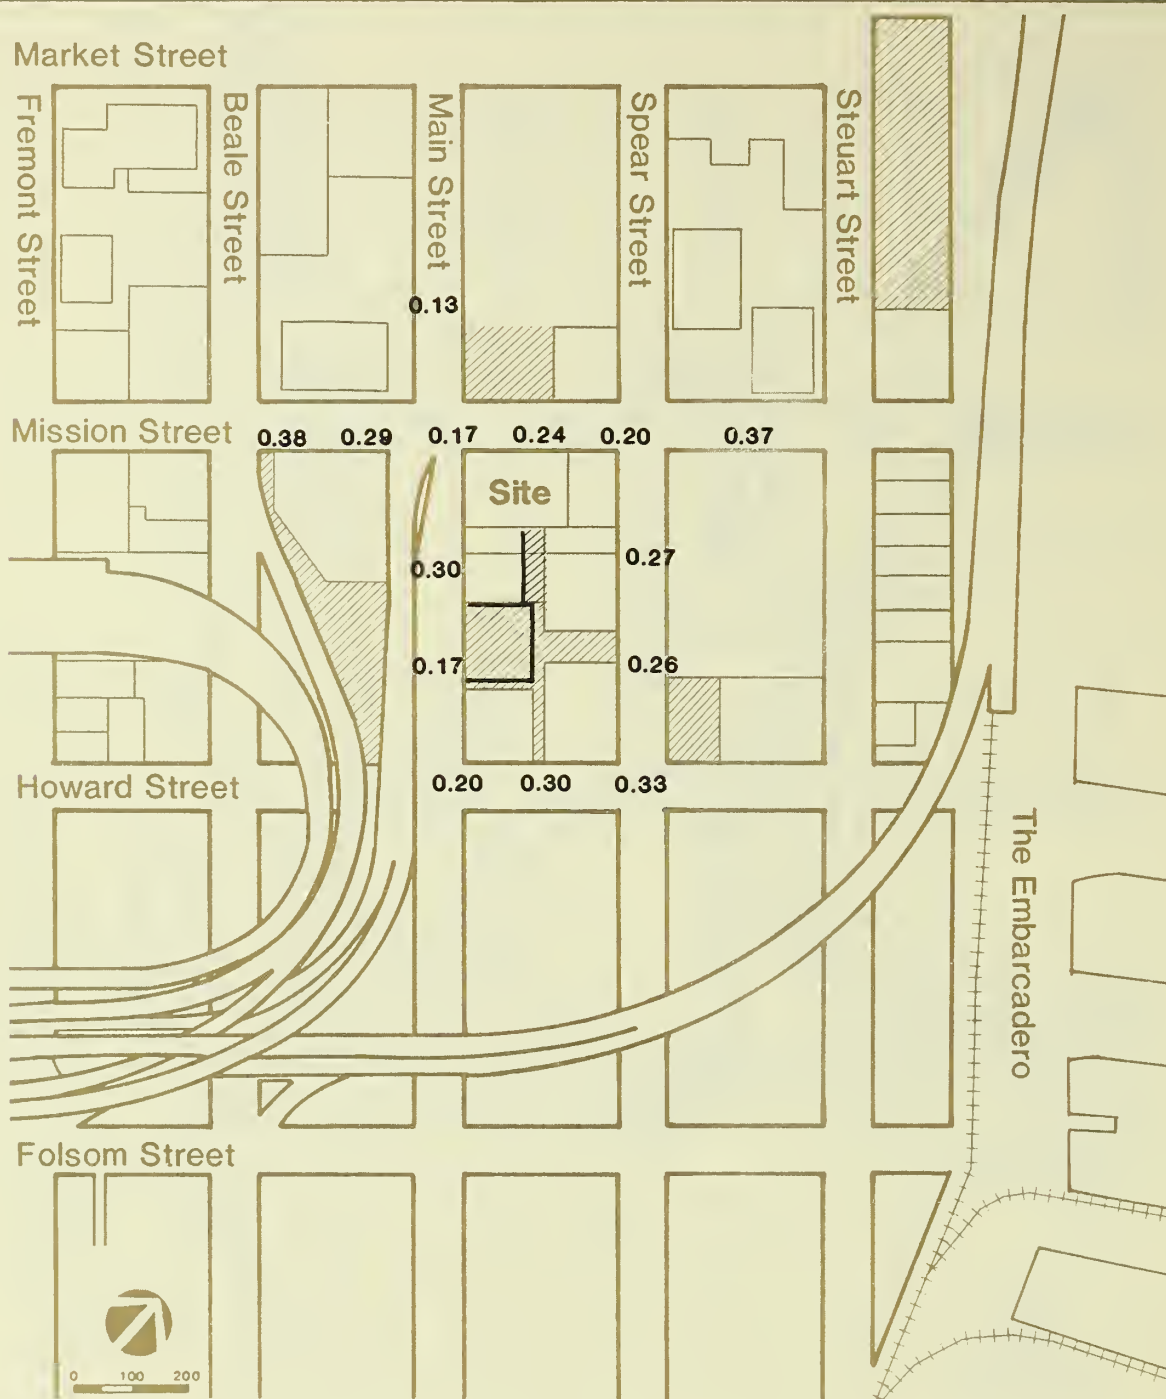 Market Street
Fremont Street
Beale Street
Main Street
Spear Street
Steuart Street
0.13
Mission Street
0.38 0.29 0.17 0.24 0.20 0.37
Site
0.30
0.27
0.17
0.26
Howard Street
0.20 0.30 0.33
The Embarcadero
Folsom Street
0 100 200